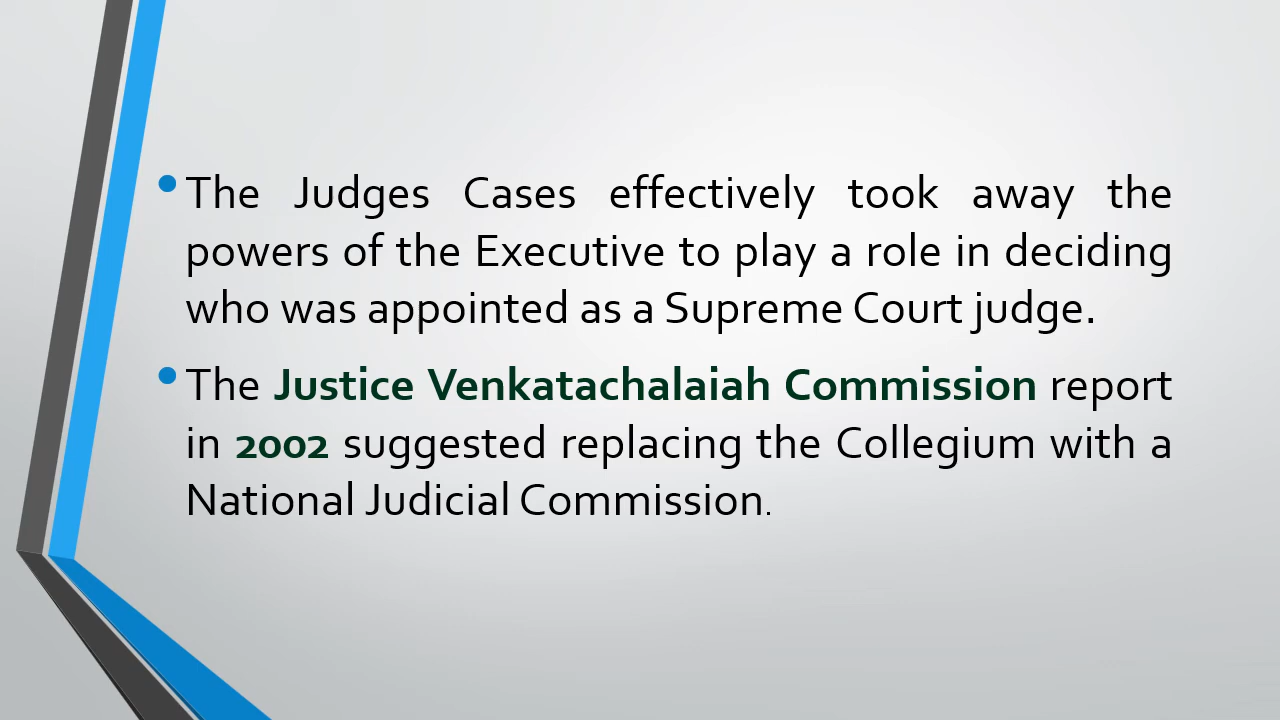 • The Judges Cases effectively took away the
powers of the Executive to play a role in deciding
who was appointed as a Supreme Court judge.
• The Justice Venkatachalaiah Commission report
in 2002 suggested replacing the Collegium with a
National Judicial Commission.